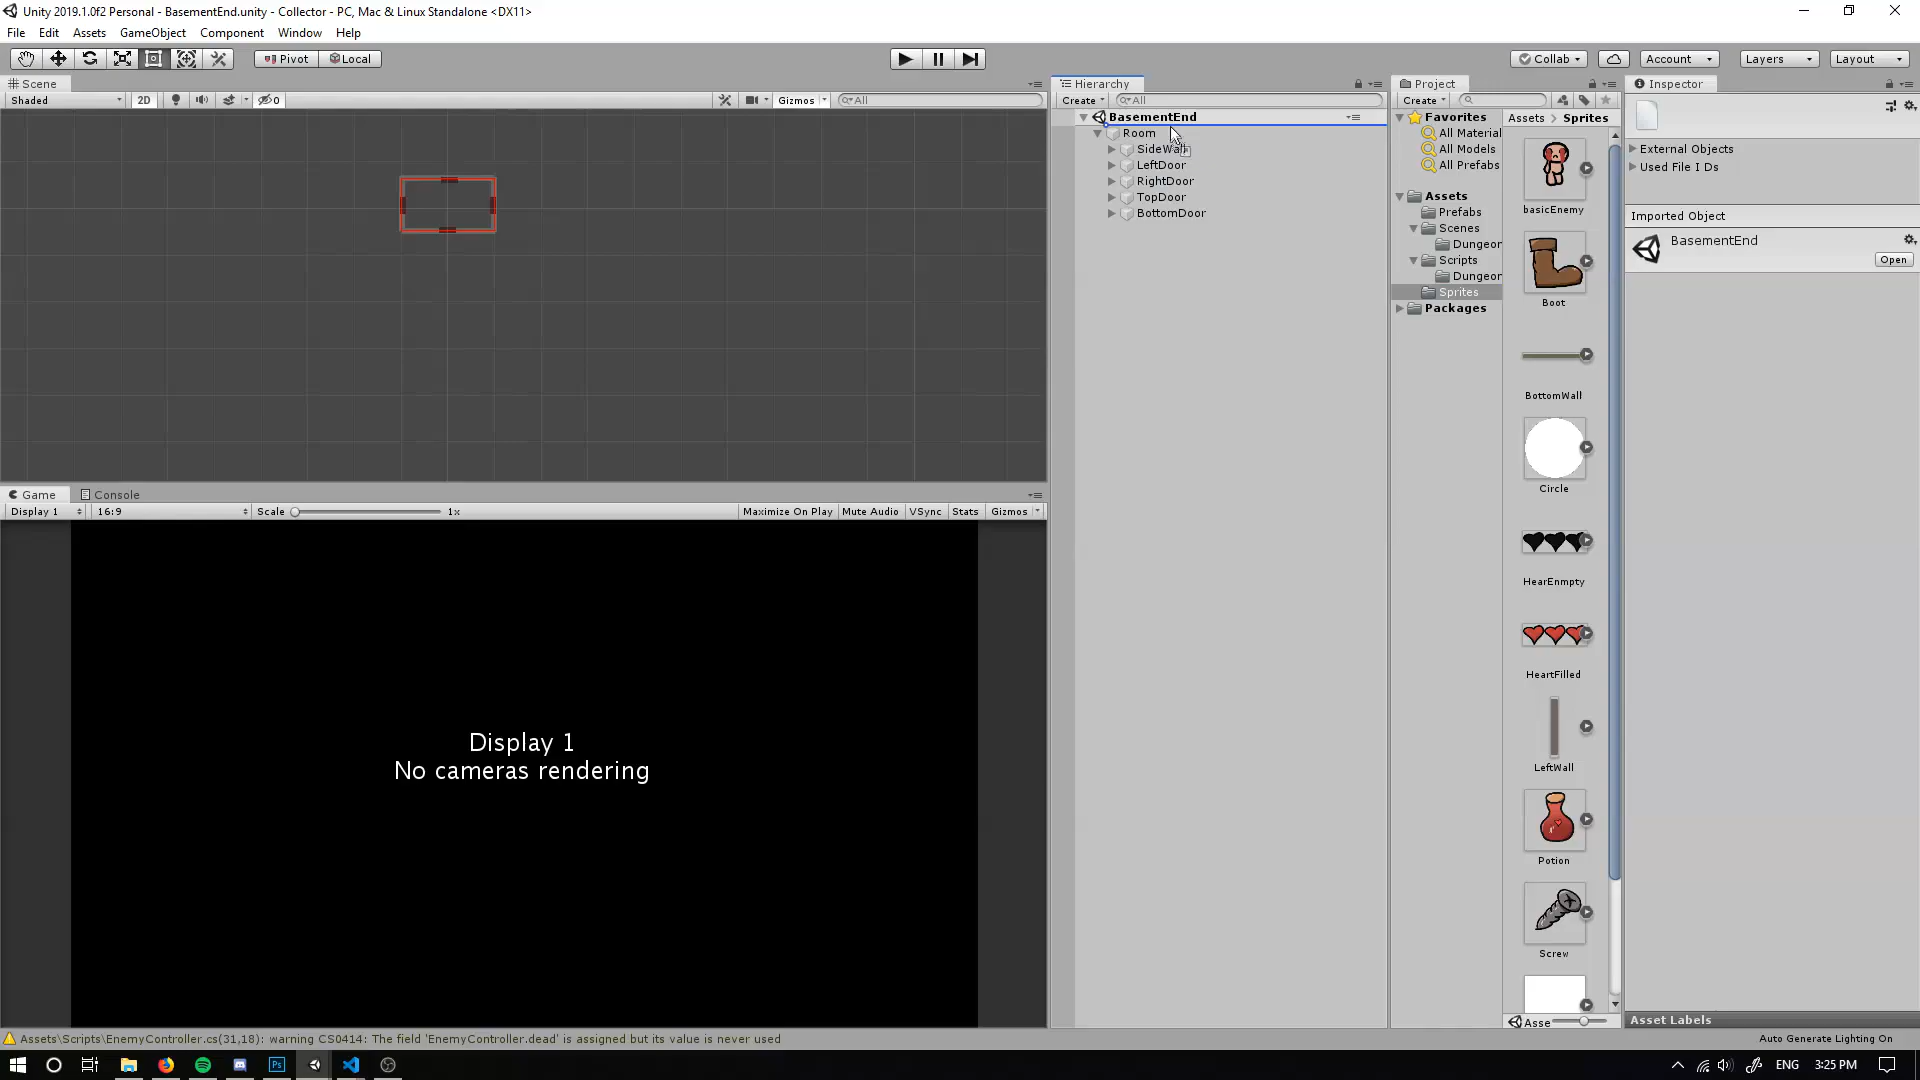 Unity 2019.1.0f2 Personal - BasementEnd.unity - Collector - PC, Mac & Linux Standalone <DX11>
File Edit Assets GameObject Component Window Help
Pivot Local Collab Account Layers Layout
Scene
Shaded 2D 0 Gizmos All
Hierarchy
Create All
BasementEnd
Room
SideWall
LeftDoor
RightDoor
TopDoor
BottomDoor
Project
Create
Favorites
All Material
All Models
All Prefabs
Assets
Prefabs
Scenes
Dungeor
Scripts
Dungeor
Sprites
Packages
Assets Sprites
basicEnemy
Boot
BottomWall
Circle
HearEnmpty
HeartFilled
LeftWall
Potion
Screw
Asse
Inspector
External Objects
Used File I Ds
Imported Object
BasementEnd
Open
Asset Labels
Game Console
Display 1 16:9 Scale 1x Maximize On Play Mute Audio VSync Stats Gizmos
Display 1
No cameras rendering
Assets\Scripts\EnemyController.cs(31,18): warning CS0414: The field 'EnemyController.dead' is assigned but its value is never used
Auto Generate Lighting On
Ps
ENG 3:25 PM